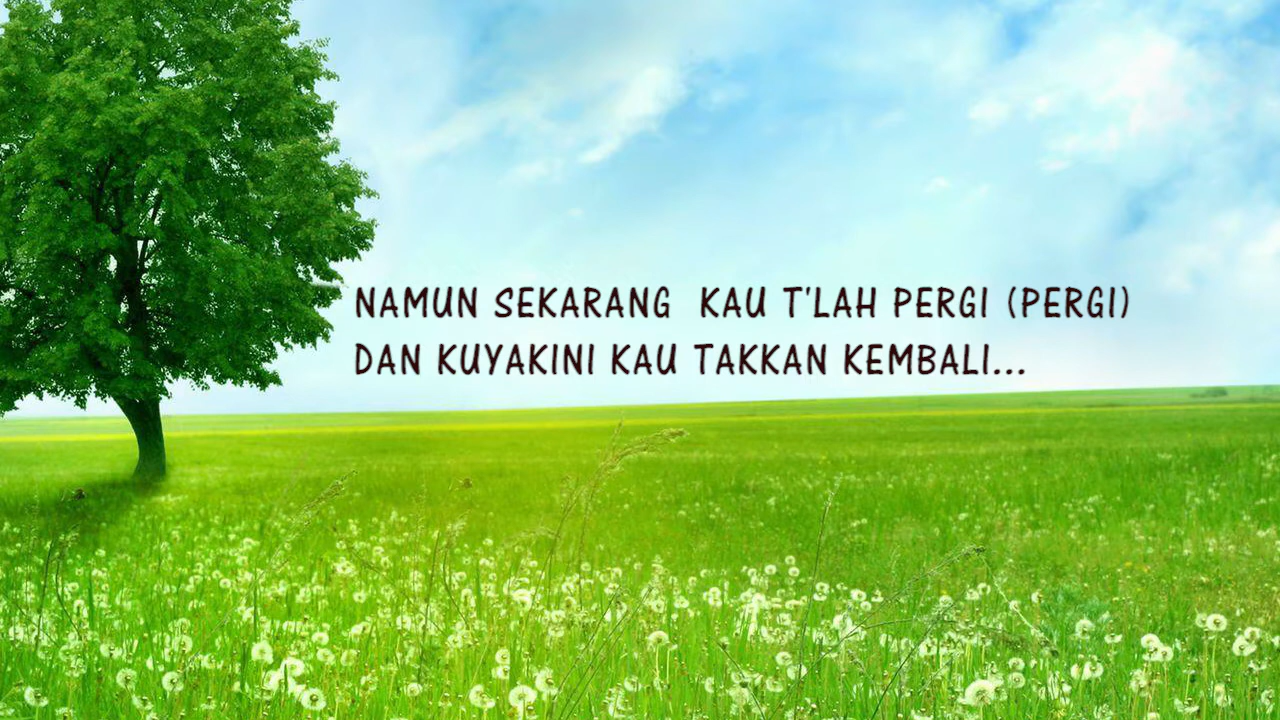 NAMUN SEKARANG  KAU T'LAH PERGI (PERGI)
DAN KUYAKINI KAU TAKKAN KEMBALI...